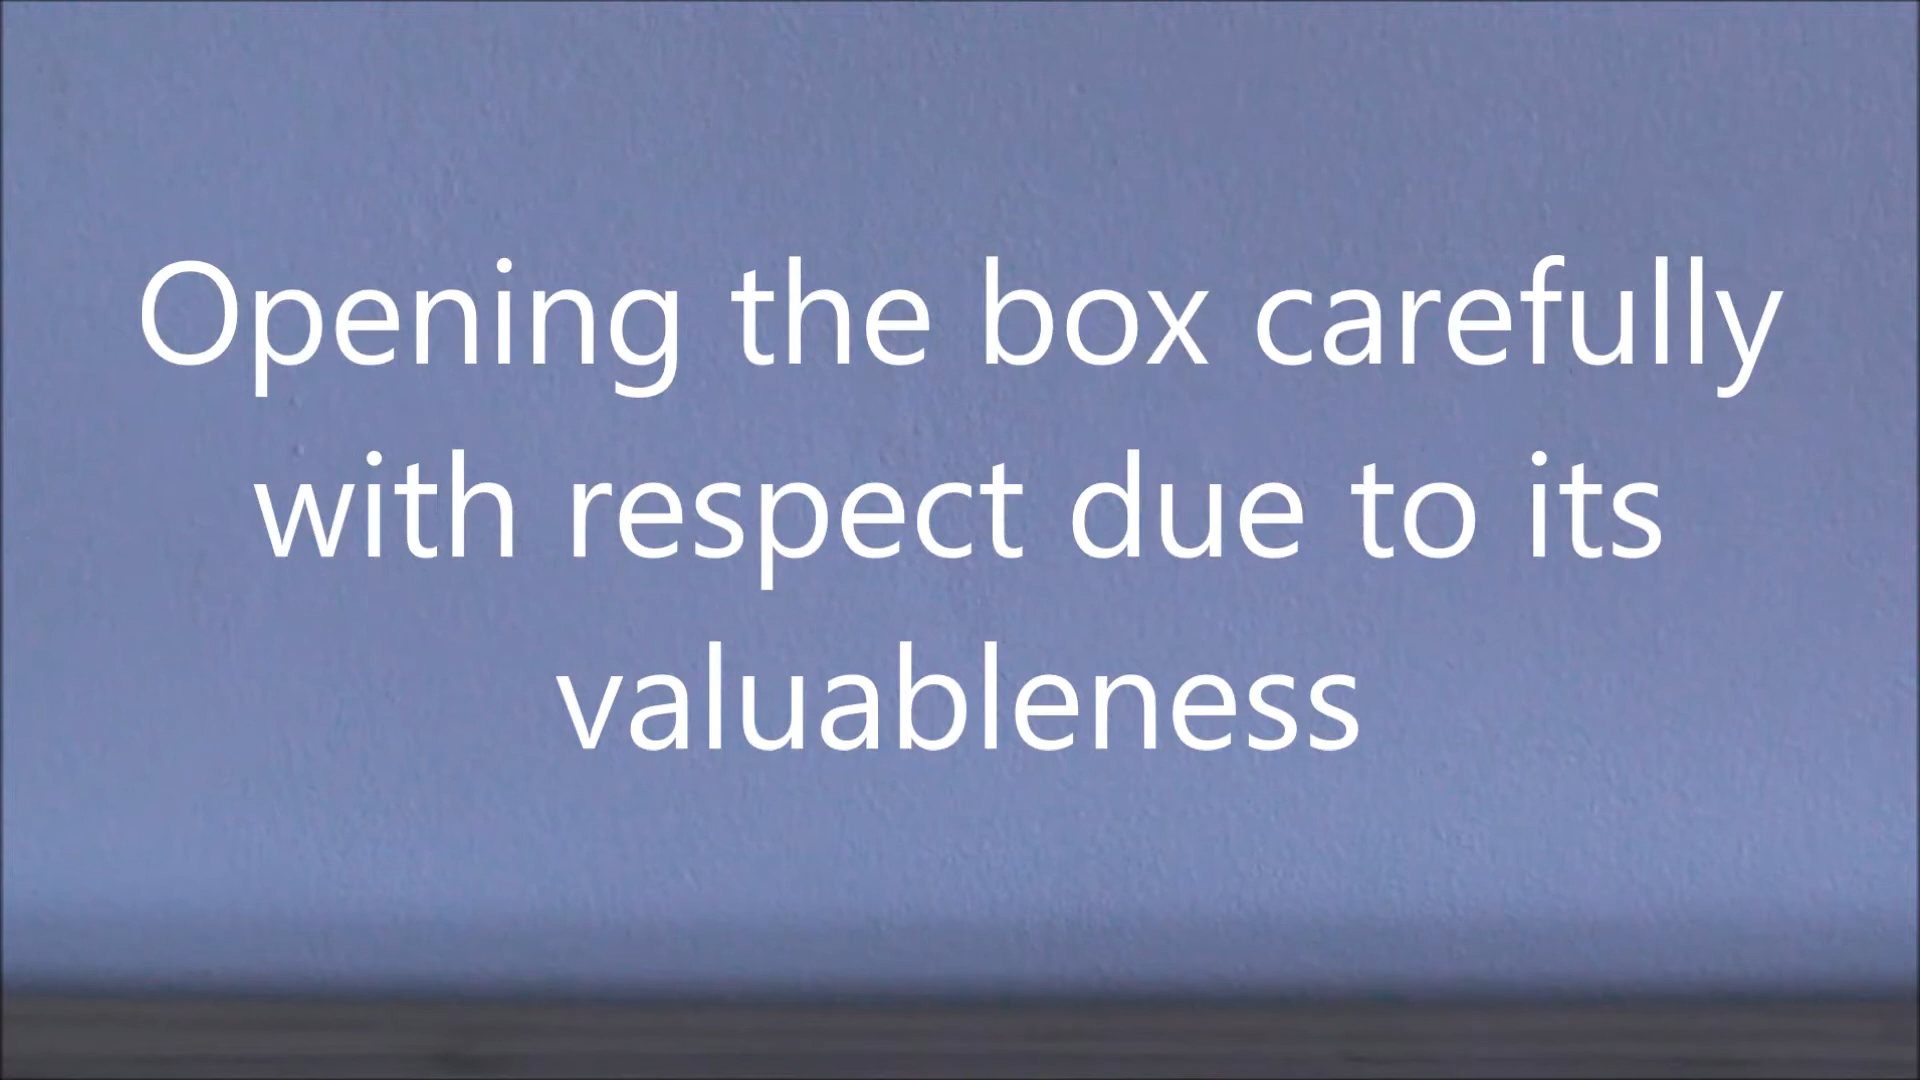 Opening the box carefully
with respect due to its
valuableness